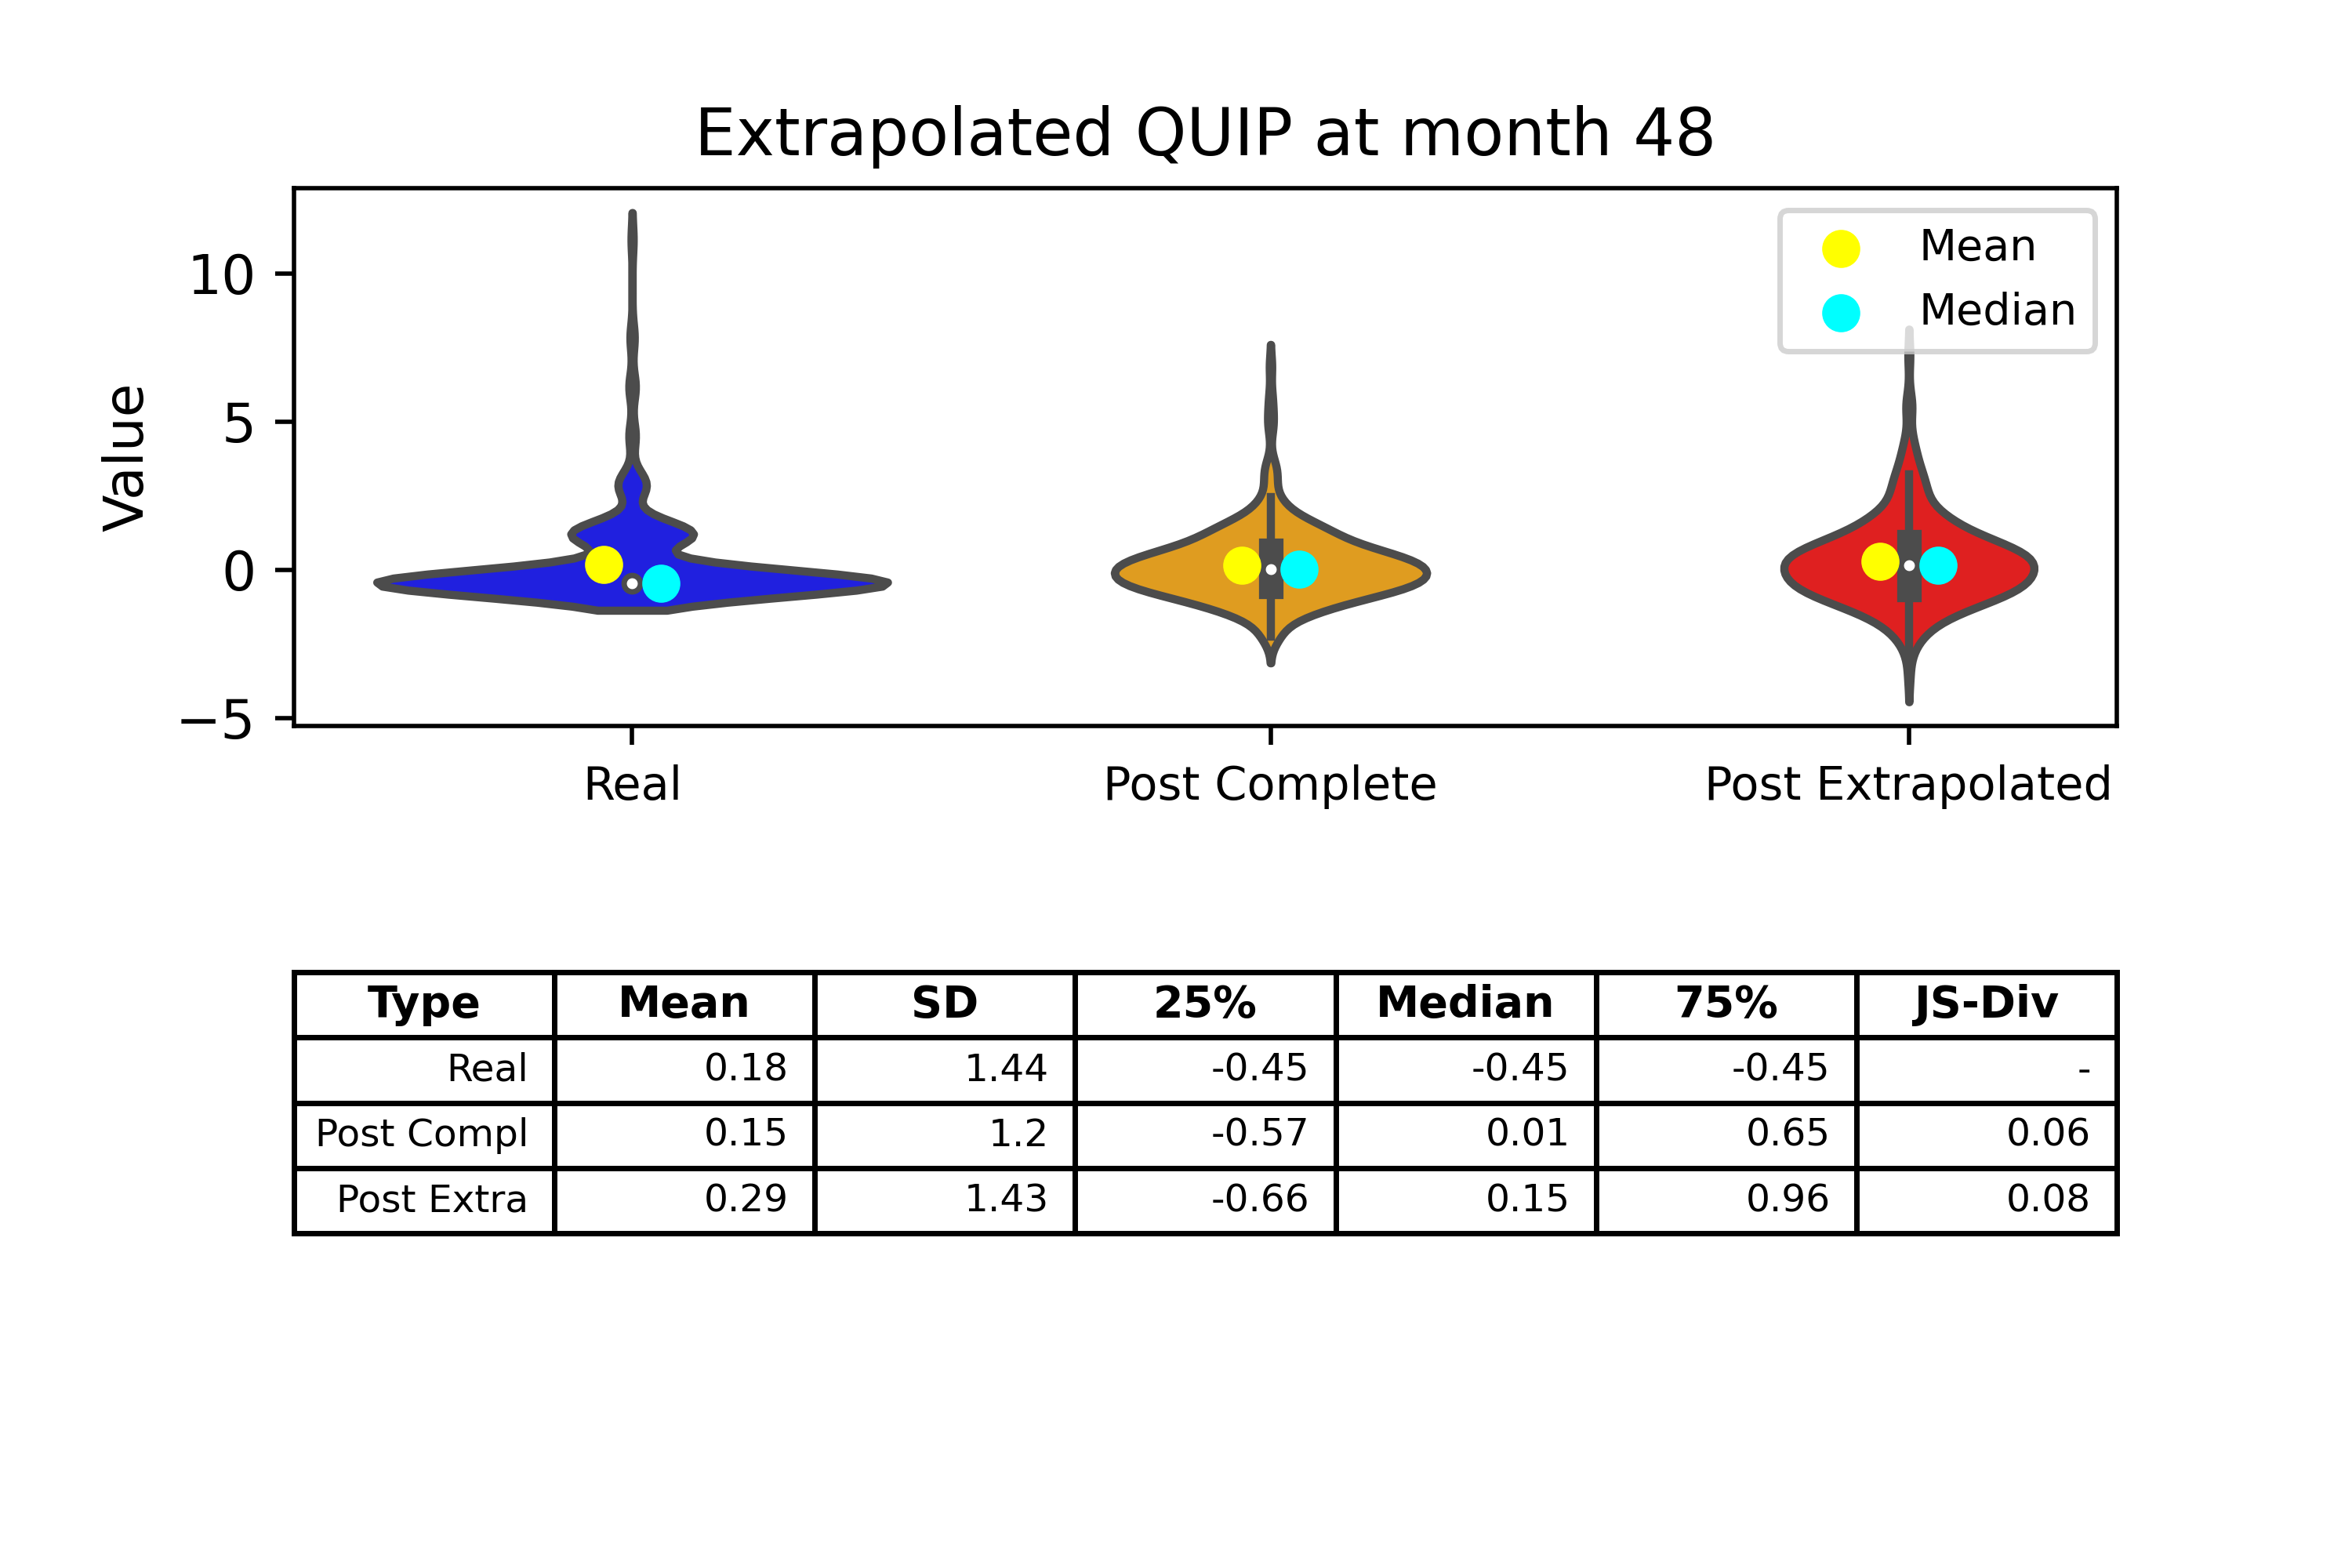 Extrapolated QUIP at month 48
Mean
Median
10
5
0
−5
Value
Real Post Complete Post Extrapolated
Type Mean SD 25% Median 75% JS-Div
Real 0.18 1.44 -0.45 -0.45 -0.45 -
Post Compl 0.15 1.2 -0.57 0.01 0.65 0.06
Post Extra 0.29 1.43 -0.66 0.15 0.96 0.08